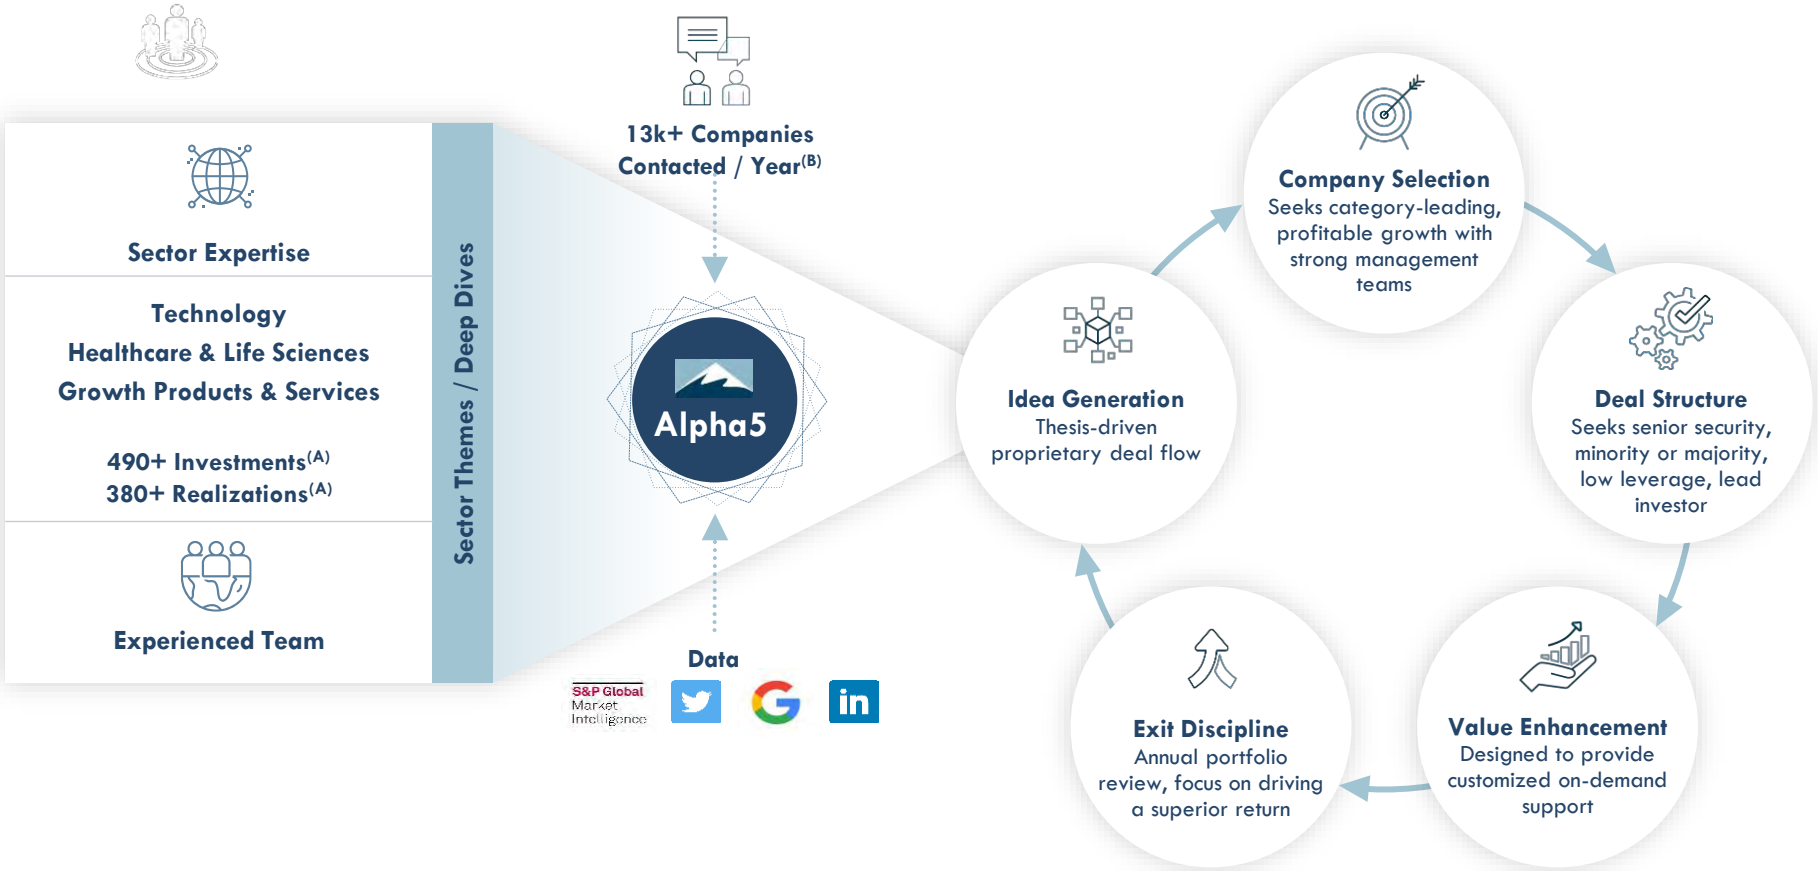 Sector Expertise
Technology
Healthcare & Life Sciences
Growth Products & Services
490+ Investments(A)
380+ Realizations(A)
Experienced Team
Sector Themes / Deep Dives
13k+ Companies
Contacted / Year(B)
Alpha5
Data
S&P Global
Market
Intelligence
in
Idea Generation
Thesis-driven
proprietary deal flow
Company Selection
Seeks category-leading,
profitable growth with
strong management
teams
Deal Structure
Seeks senior security,
minority or majority,
low leverage, lead
investor
Value Enhancement
Designed to provide
customized on-demand
support
Exit Discipline
Annual portfolio
review, focus on driving
a superior return